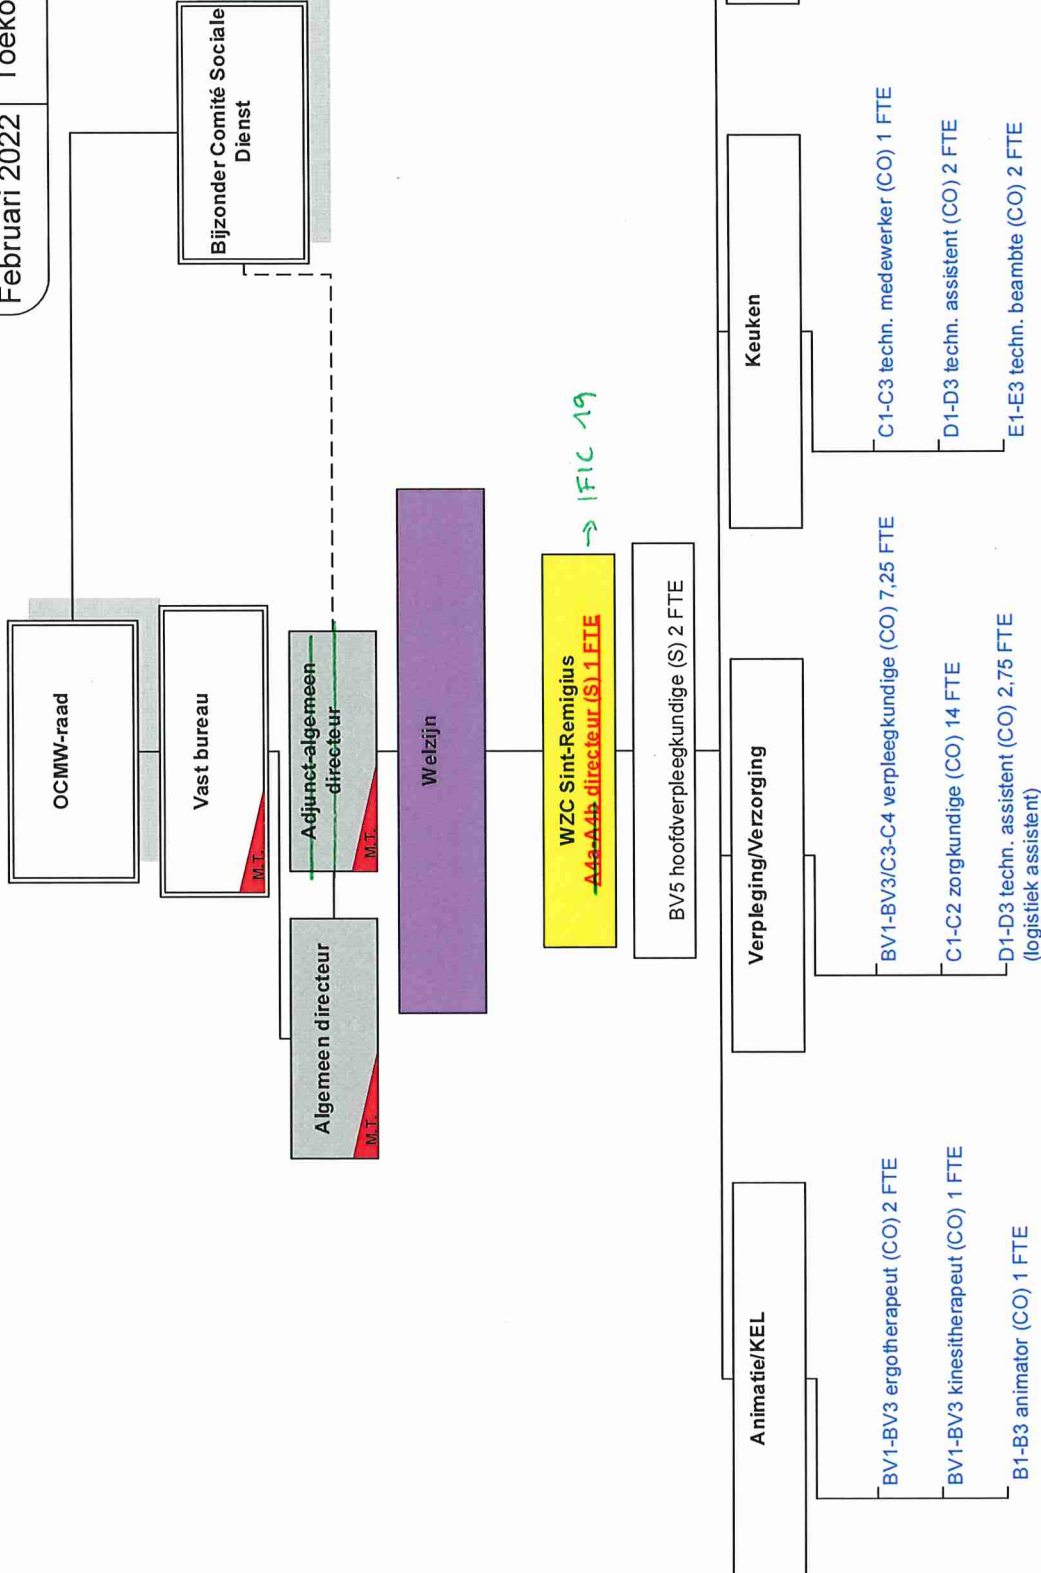 Februari 2022
OCMW-raad
Bijzonder Comité Sociale
Dienst
Vast bureau
M.T.
Algemeen directeur
M.T.
Adjunct-algemeen
directeur
M.T.
Welzijn
WZC Sint-Remigius
A4a-A4b directeur (S) 1 FTE
→ IFIC 19
BV5 hoofdverpleegkundige (S) 2 FTE
Animatie/KEL
BV1-BV3 ergotherapeut (CO) 2 FTE
BV1-BV3 kinesitherapeut (CO) 1 FTE
B1-B3 animator (CO) 1 FTE
Verpleging/Verzorging
BV1-BV3/C3-C4 verpleegkundige (CO) 7,25 FTE
C1-C2 zorgkundige (CO) 14 FTE
D1-D3 techn. assistent (CO) 2,75 FTE
(logistiek assistent)
Keuken
C1-C3 techn. medewerker (CO) 1 FTE
D1-D3 techn. assistent (CO) 2 FTE
E1-E3 techn. beambte (CO) 2 FTE